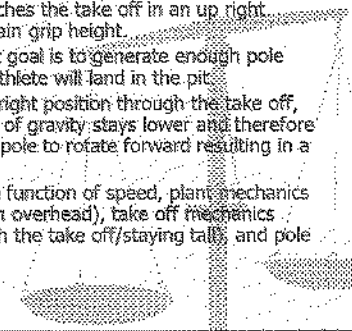 ches the take off in an up right
ain grip height.
t goal is to generate enough pole
thlete will land in the pit.
right position through the take off,
of gravity stays lower and therefore
pole to rotate forward resulting in a
function of speed, plant mechanics
overhead), take off mechanics
h the take off/staying tall), and pole